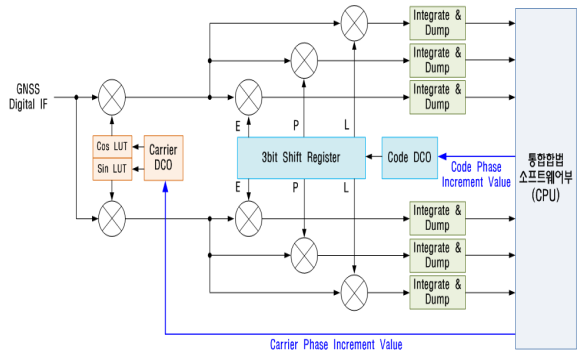 Integrate &
Dump
Integrate &
Dump
Integrate &
Dump
GNSS
Digital IF
E
P
L
Cos LUT
Sin LUT
Carrier
DCO
3bit Shift Register
Code DCO
Code Phase
Increment Value
통합합법
소프트웨어부
(CPU)
E
P
L
Integrate &
Dump
Integrate &
Dump
Integrate &
Dump
Carrier Phase Increment Value